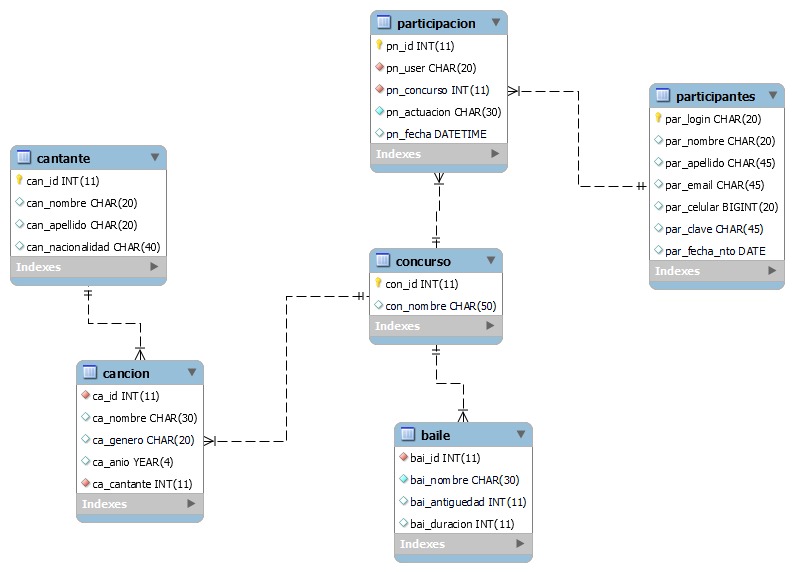 participacion
pn_id INT(11)
pn_user CHAR(20)
pn_concurso INT(11)
pn_actuacion CHAR(30)
pn_fecha DATETIME
Indexes
participantes
par_login CHAR(20)
par_nombre CHAR(20)
par_apellido CHAR(45)
par_email CHAR(45)
par_celular BIGINT(20)
par_clave CHAR(45)
par_fecha_nto DATE
Indexes
cantante
can_id INT(11)
can_nombre CHAR(20)
can_apellido CHAR(20)
can_nacionalidad CHAR(40)
Indexes
concurso
con_id INT(11)
con_nombre CHAR(50)
Indexes
cancion
ca_id INT(11)
ca_nombre CHAR(30)
ca_genero CHAR(20)
ca_anio YEAR(4)
ca_cantante INT(11)
Indexes
baile
bai_id INT(11)
bai_nombre CHAR(30)
bai_antiguedad INT(11)
bai_duracion INT(11)
Indexes